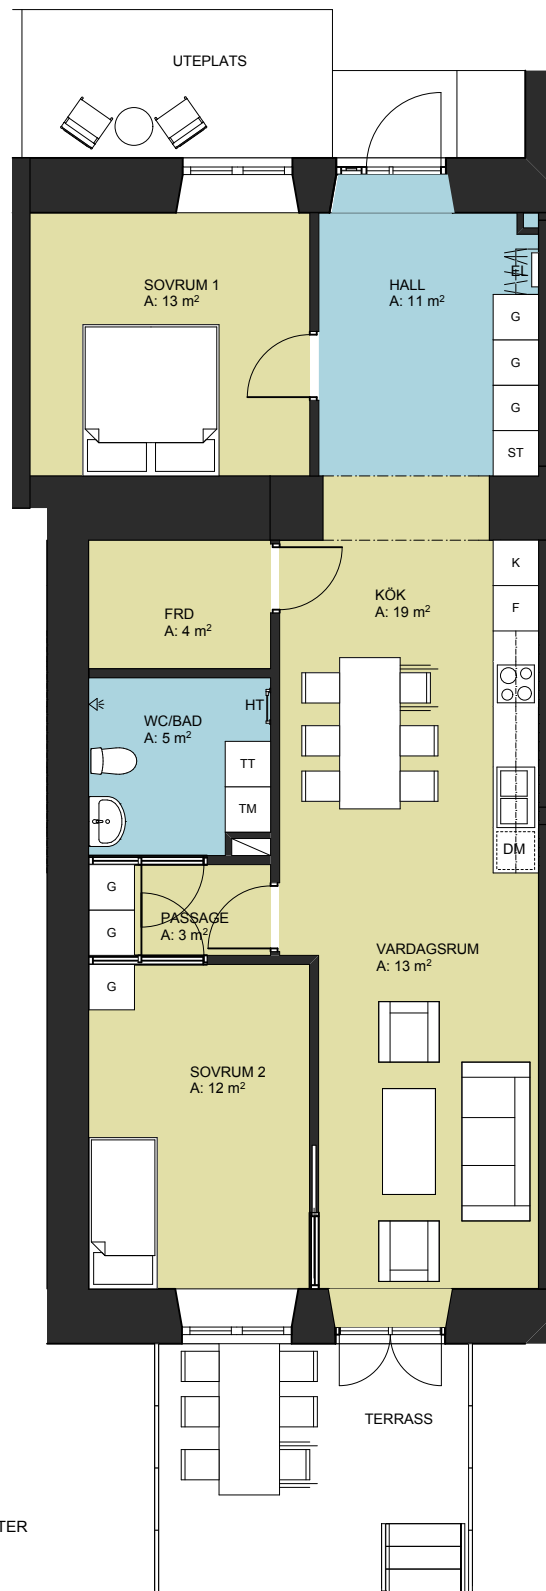 UTEPLATS
SOVRUM 1
A: 13 m²
HALL
A: 11 m²
EL
G
G
G
ST
K
F
KÖK
A: 19 m²
FRD
A: 4 m²
HT
WC/BAD
A: 5 m²
TT
TM
DM
G
G
PASSAGE
A: 3 m²
VARDAGSRUM
A: 13 m²
G
SOVRUM 2
A: 12 m²
TERRASS
TER